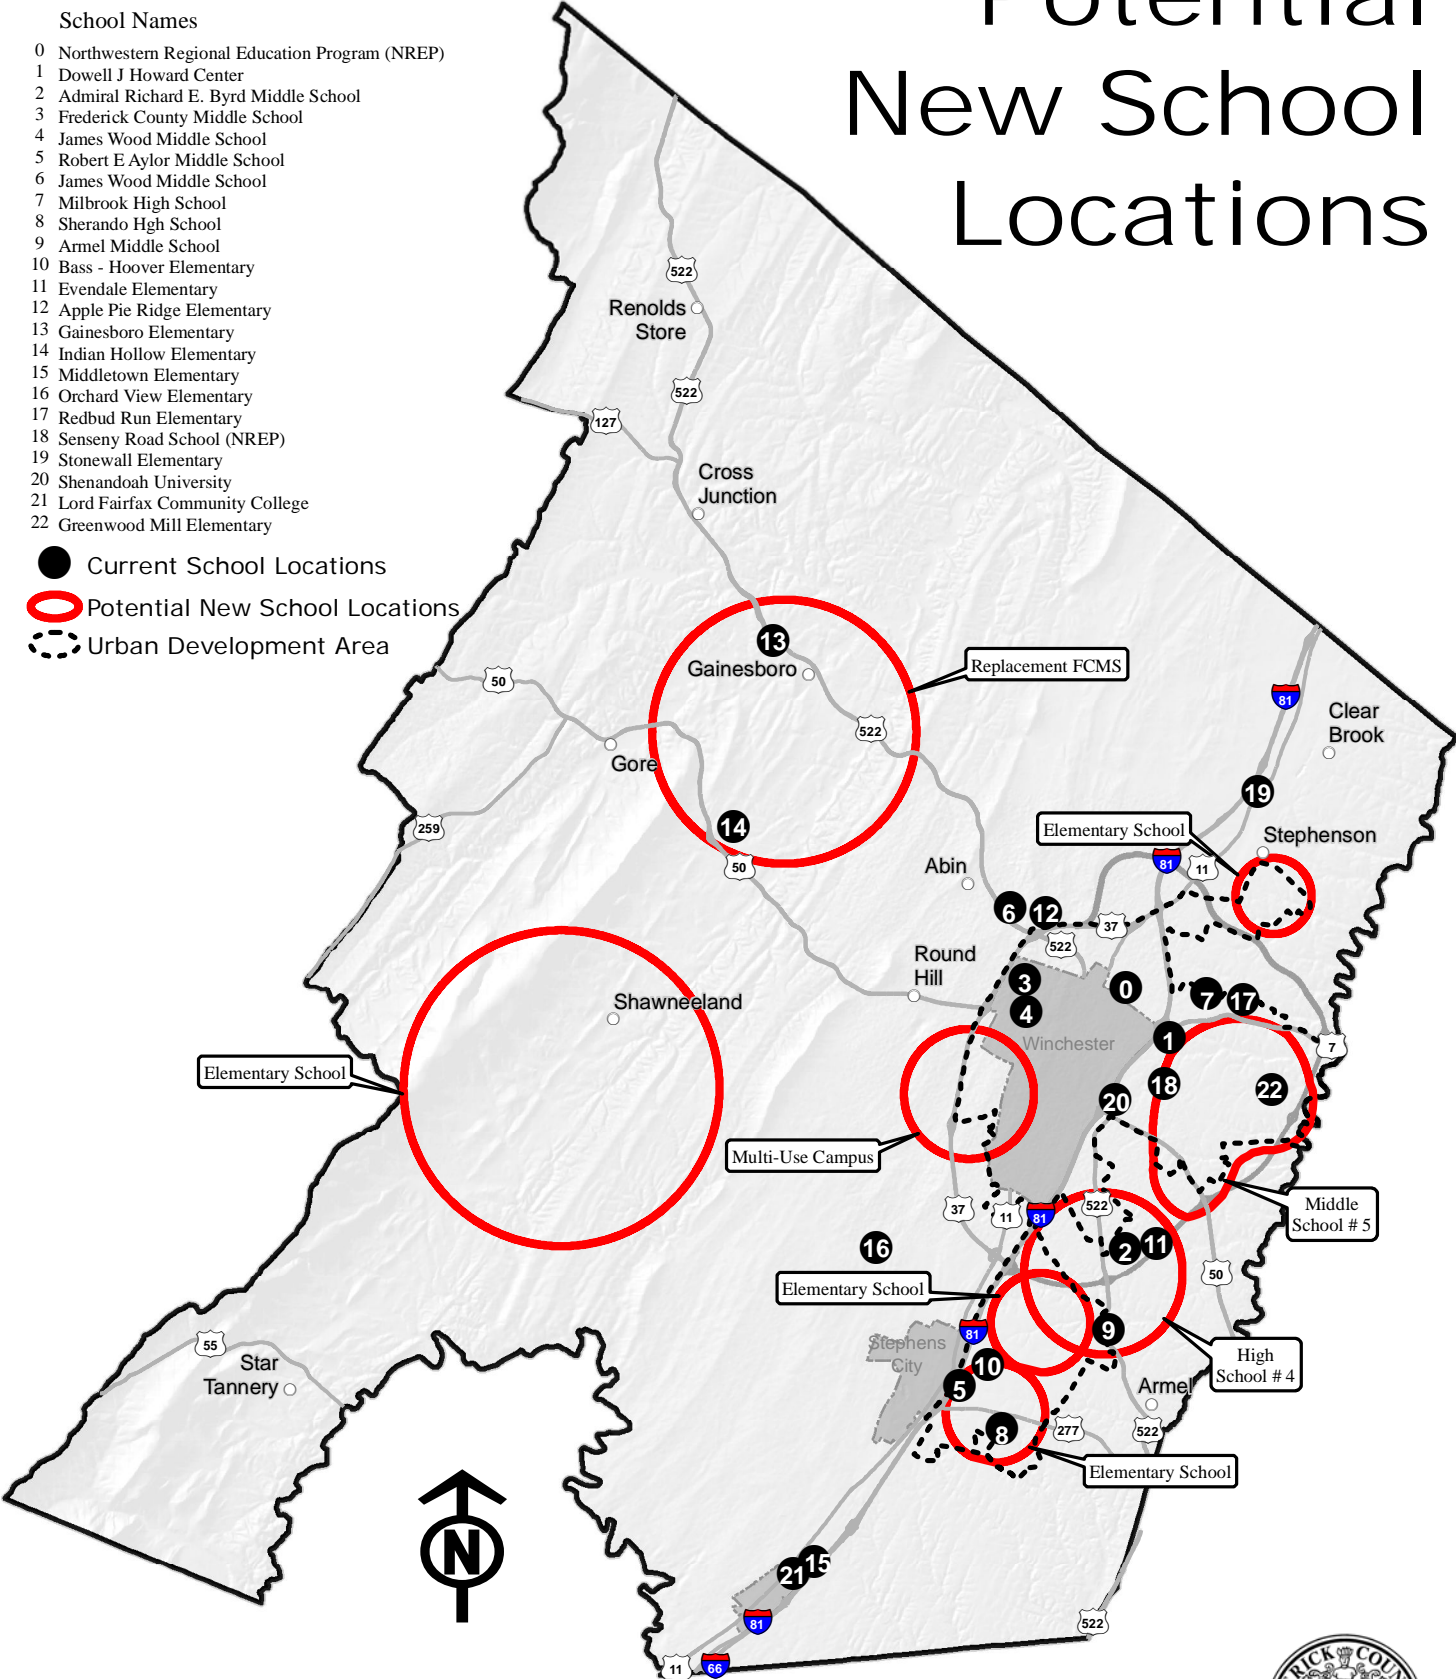 Potential
New School
Locations
School Names
0 Northwestern Regional Education Program (NREP)
1 Dowell J Howard Center
2 Admiral Richard E. Byrd Middle School
3 Frederick County Middle School
4 James Wood Middle School
5 Robert E Aylor Middle School
6 James Wood Middle School
7 Milbrook High School
8 Sherando Hgh School
9 Armel Middle School
10 Bass - Hoover Elementary
11 Evendale Elementary
12 Apple Pie Ridge Elementary
13 Gainesboro Elementary
14 Indian Hollow Elementary
15 Middletown Elementary
16 Orchard View Elementary
17 Redbud Run Elementary
18 Senseny Road School (NREP)
19 Stonewall Elementary
20 Shenandoah University
21 Lord Fairfax Community College
22 Greenwood Mill Elementary
Current School Locations
Potential New School Locations
Urban Development Area
522
Renolds
Store
522
127
Cross
Junction
13
Gainesboro
Replacement FCMS
50
81
522
Clear
Brook
Gore
19
259
14
Elementary School
Stephenson
50
Abin
81
11
6
12
37
522
Round
Hill
3
0
7
17
4
Shawneeland
Winchester
1
7
Elementary School
18
22
20
Multi-Use Campus
37
11
81
522
Middle
School # 5
16
2
11
50
Elementary School
81
9
55
Star
Tannery
Stephens
City
10
High
School # 4
5
Armel
8
277
522
Elementary School
N
21
15
81
522
11
66
RICK COUN